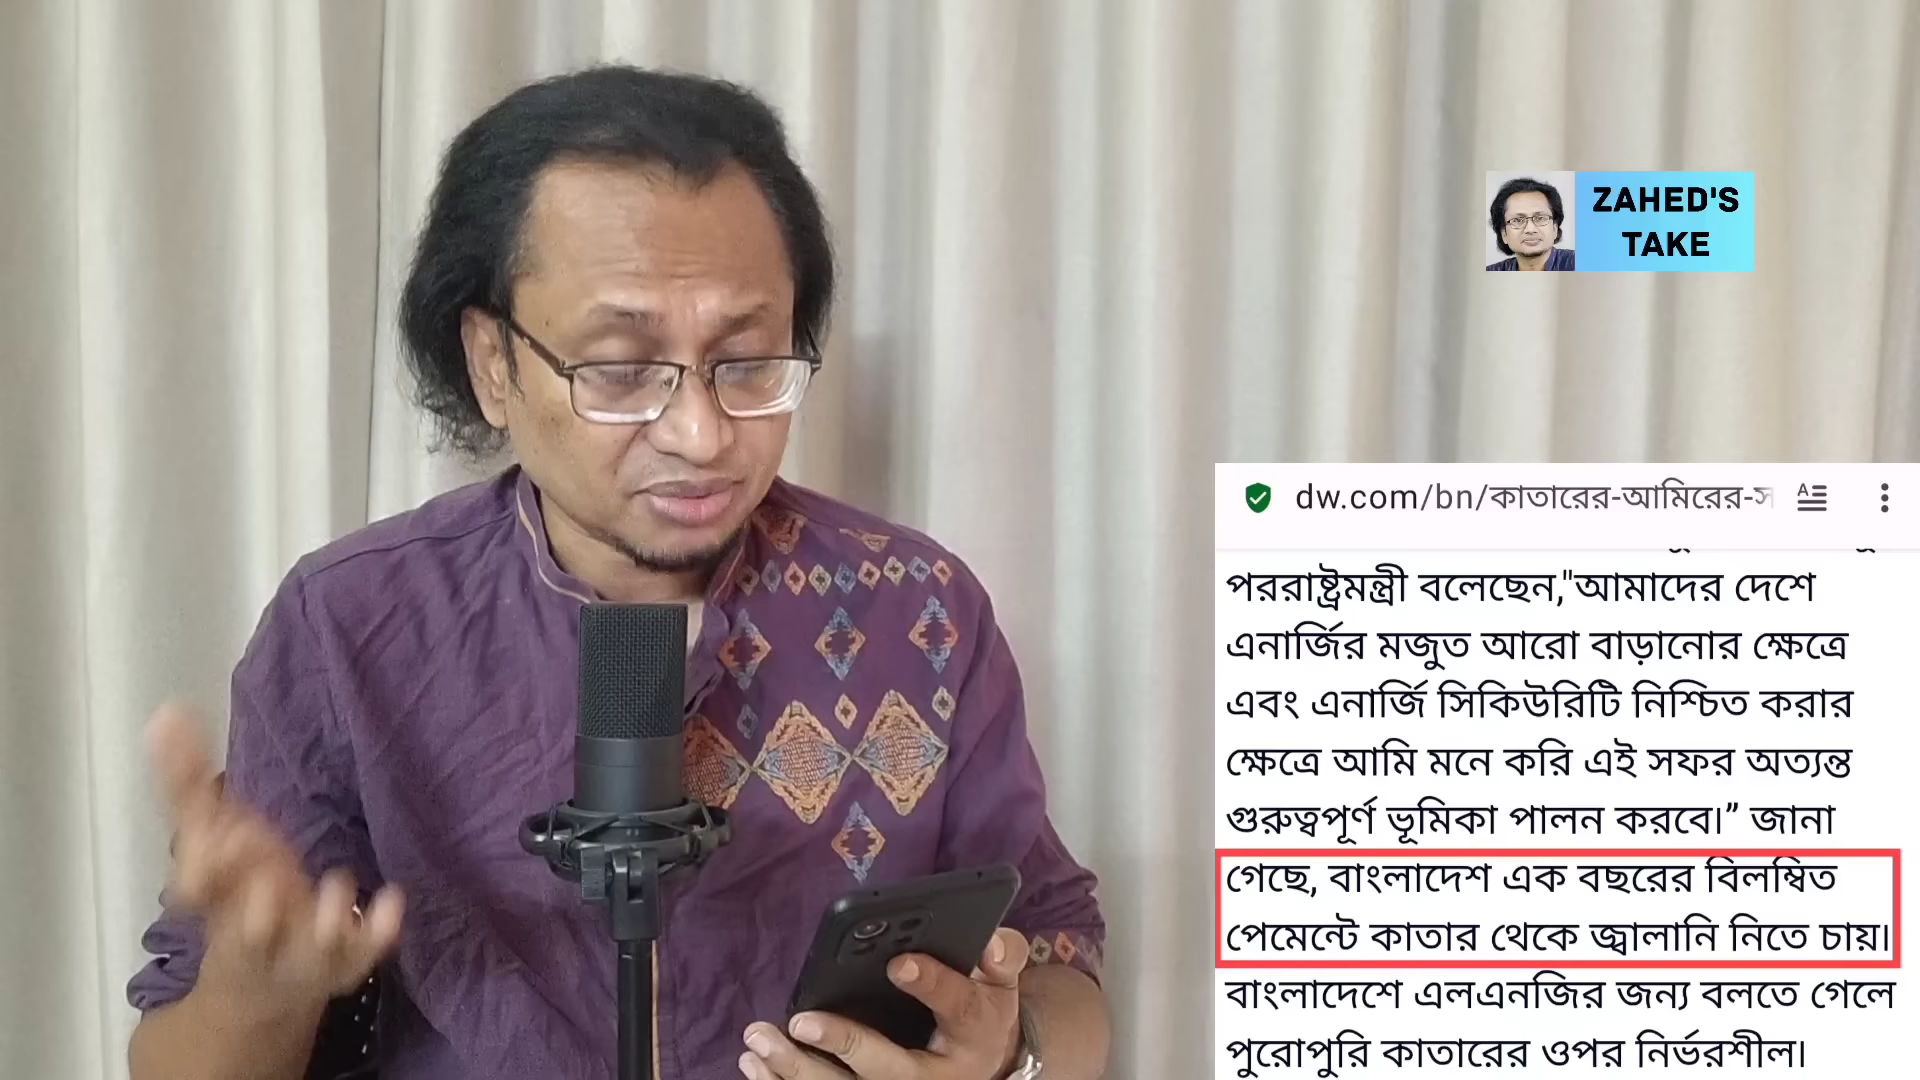 ZAHED'S
TAKE
dw.com/bn/কাতারের-আমিরের-স
পররাষ্ট্রমন্ত্রী বলেছেন,"আমাদের দেশে
এনার্জির মজুত আরো বাড়ানোর ক্ষেত্রে
এবং এনার্জি সিকিউরিটি নিশ্চিত করার
ক্ষেত্রে আমি মনে করি এই সফর অত্যন্ত
গুরুত্বপূর্ণ ভূমিকা পালন করবে।” জানা
গেছে, বাংলাদেশ এক বছরের বিলম্বিত
পেমেন্টে কাতার থেকে জ্বালানি নিতে চায়।
বাংলাদেশে এলএনজির জন্য বলতে গেলে
পুরোপুরি কাতারের ওপর নির্ভরশীল।